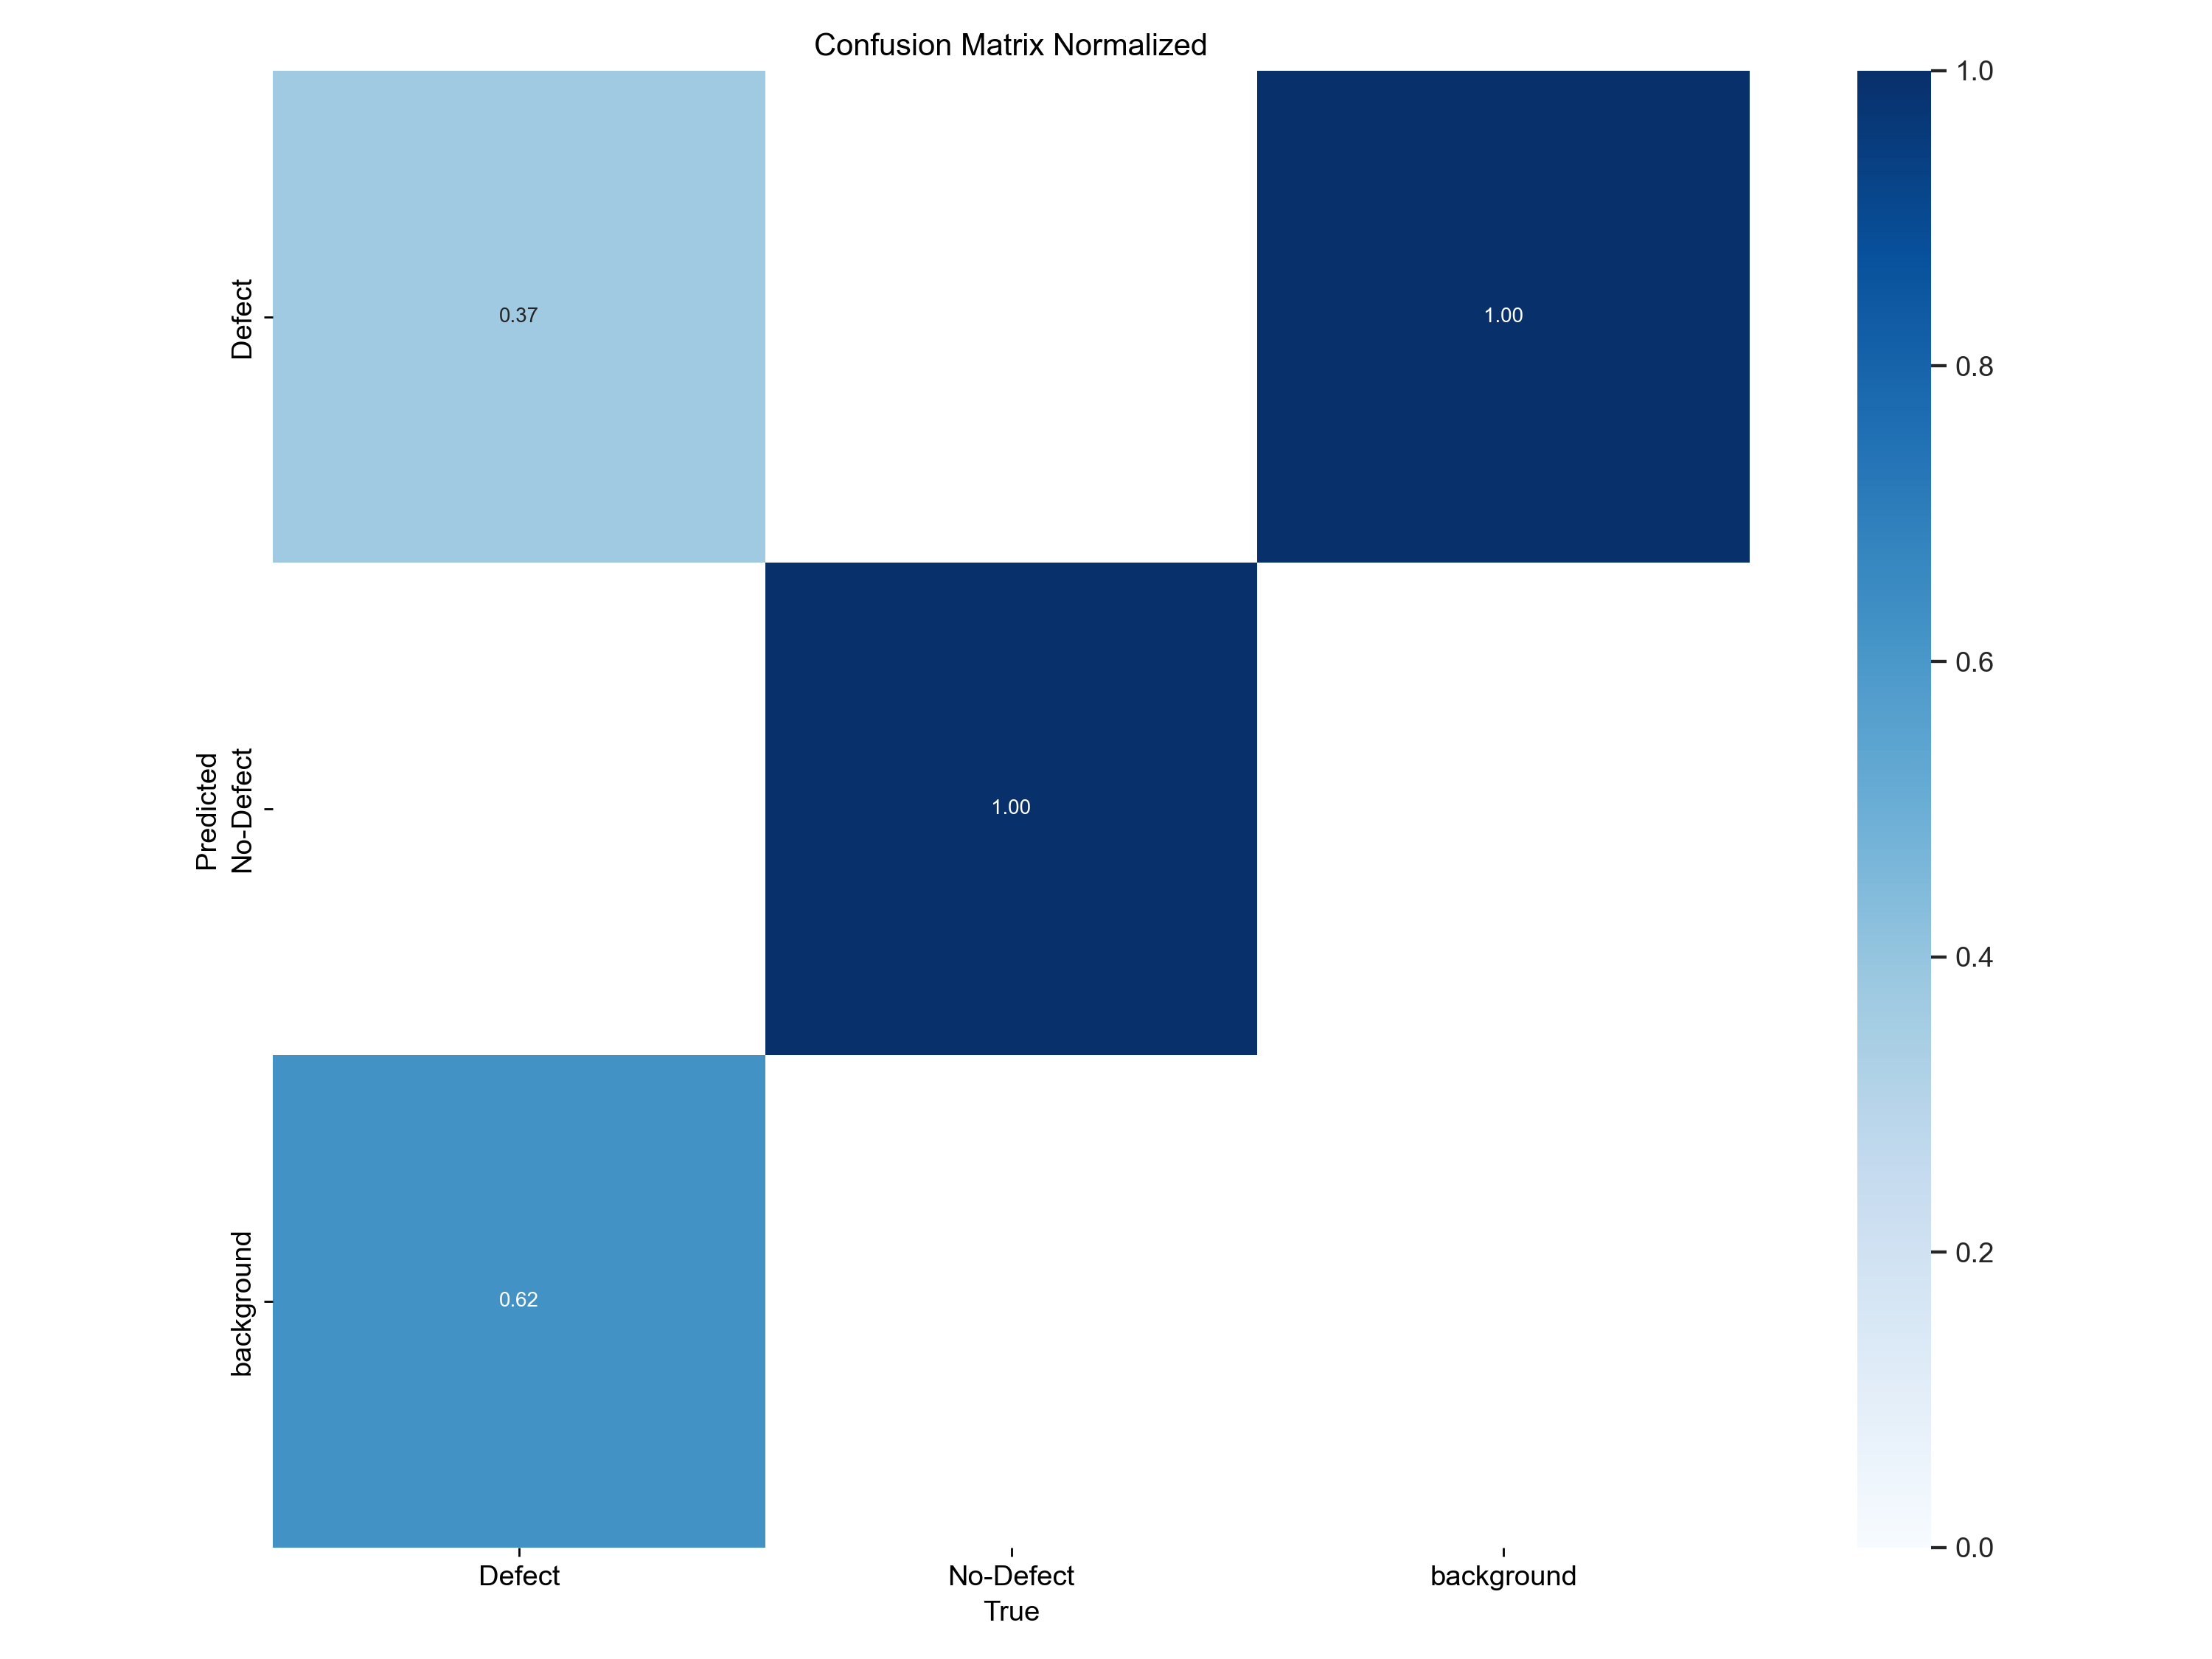 Confusion Matrix Normalized
Predicted
Defect
No-Defect
background
0.37
1.00
1.00
0.62
Defect
No-Defect
background
True
1.0
0.8
0.6
0.4
0.2
0.0